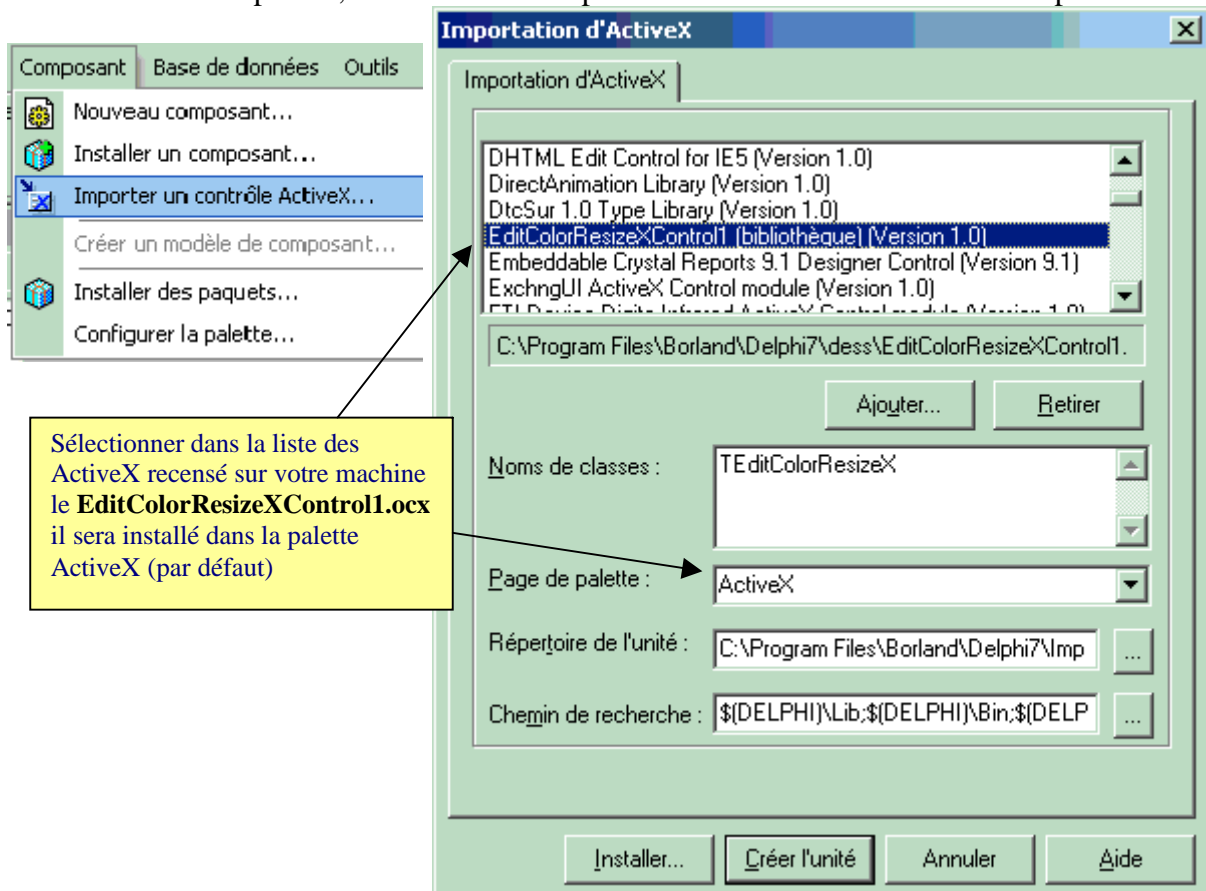 Importation d'ActiveX
Composant Base de données Outils
Nouveau composant...
Installer un composant...
Importer un contrôle ActiveX...
Créer un modèle de composant...
Installer des paquets...
Configurer la palette...
Sélectionner dans la liste des
ActiveX recensé sur votre machine
le EditColorResizeXControl1.ocx
il sera installé dans la palette
ActiveX (par défaut)
Importation d'ActiveX
DHTML Edit Control for IE5 (Version 1.0)
DirectAnimation Library (Version 1.0)
DtcSur 1.0 Type Library (Version 1.0)
EditColorResizeXControl1 (bibliothèque) (Version 1.0)
Embeddable Crystal Reports 9.1 Designer Control (Version 9.1)
ExchngUI ActiveX Control module (Version 1.0)
C:\Program Files\Borland\Delphi7\dess\EditColorResizeXControl1.
Ajouter... Retirer
Noms de classes : TEditColorResizeX
Page de palette : ActiveX
Répertoire de l'unité : C:\Program Files\Borland\Delphi7\Imp ...
Chemin de recherche : $(DELPHI)\Lib;$(DELPHI)\Bin;$(DELP ...
Installer... Créer l'unité Annuler Aide